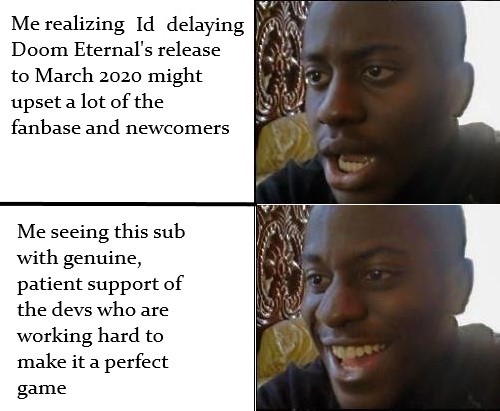 Me realizing Id delaying
Doom Eternal's release
to March 2020 might
upset a lot of the
fanbase and newcomers
Me seeing this sub
with genuine,
patient support of
the devs who are
working hard to
make it a perfect
game